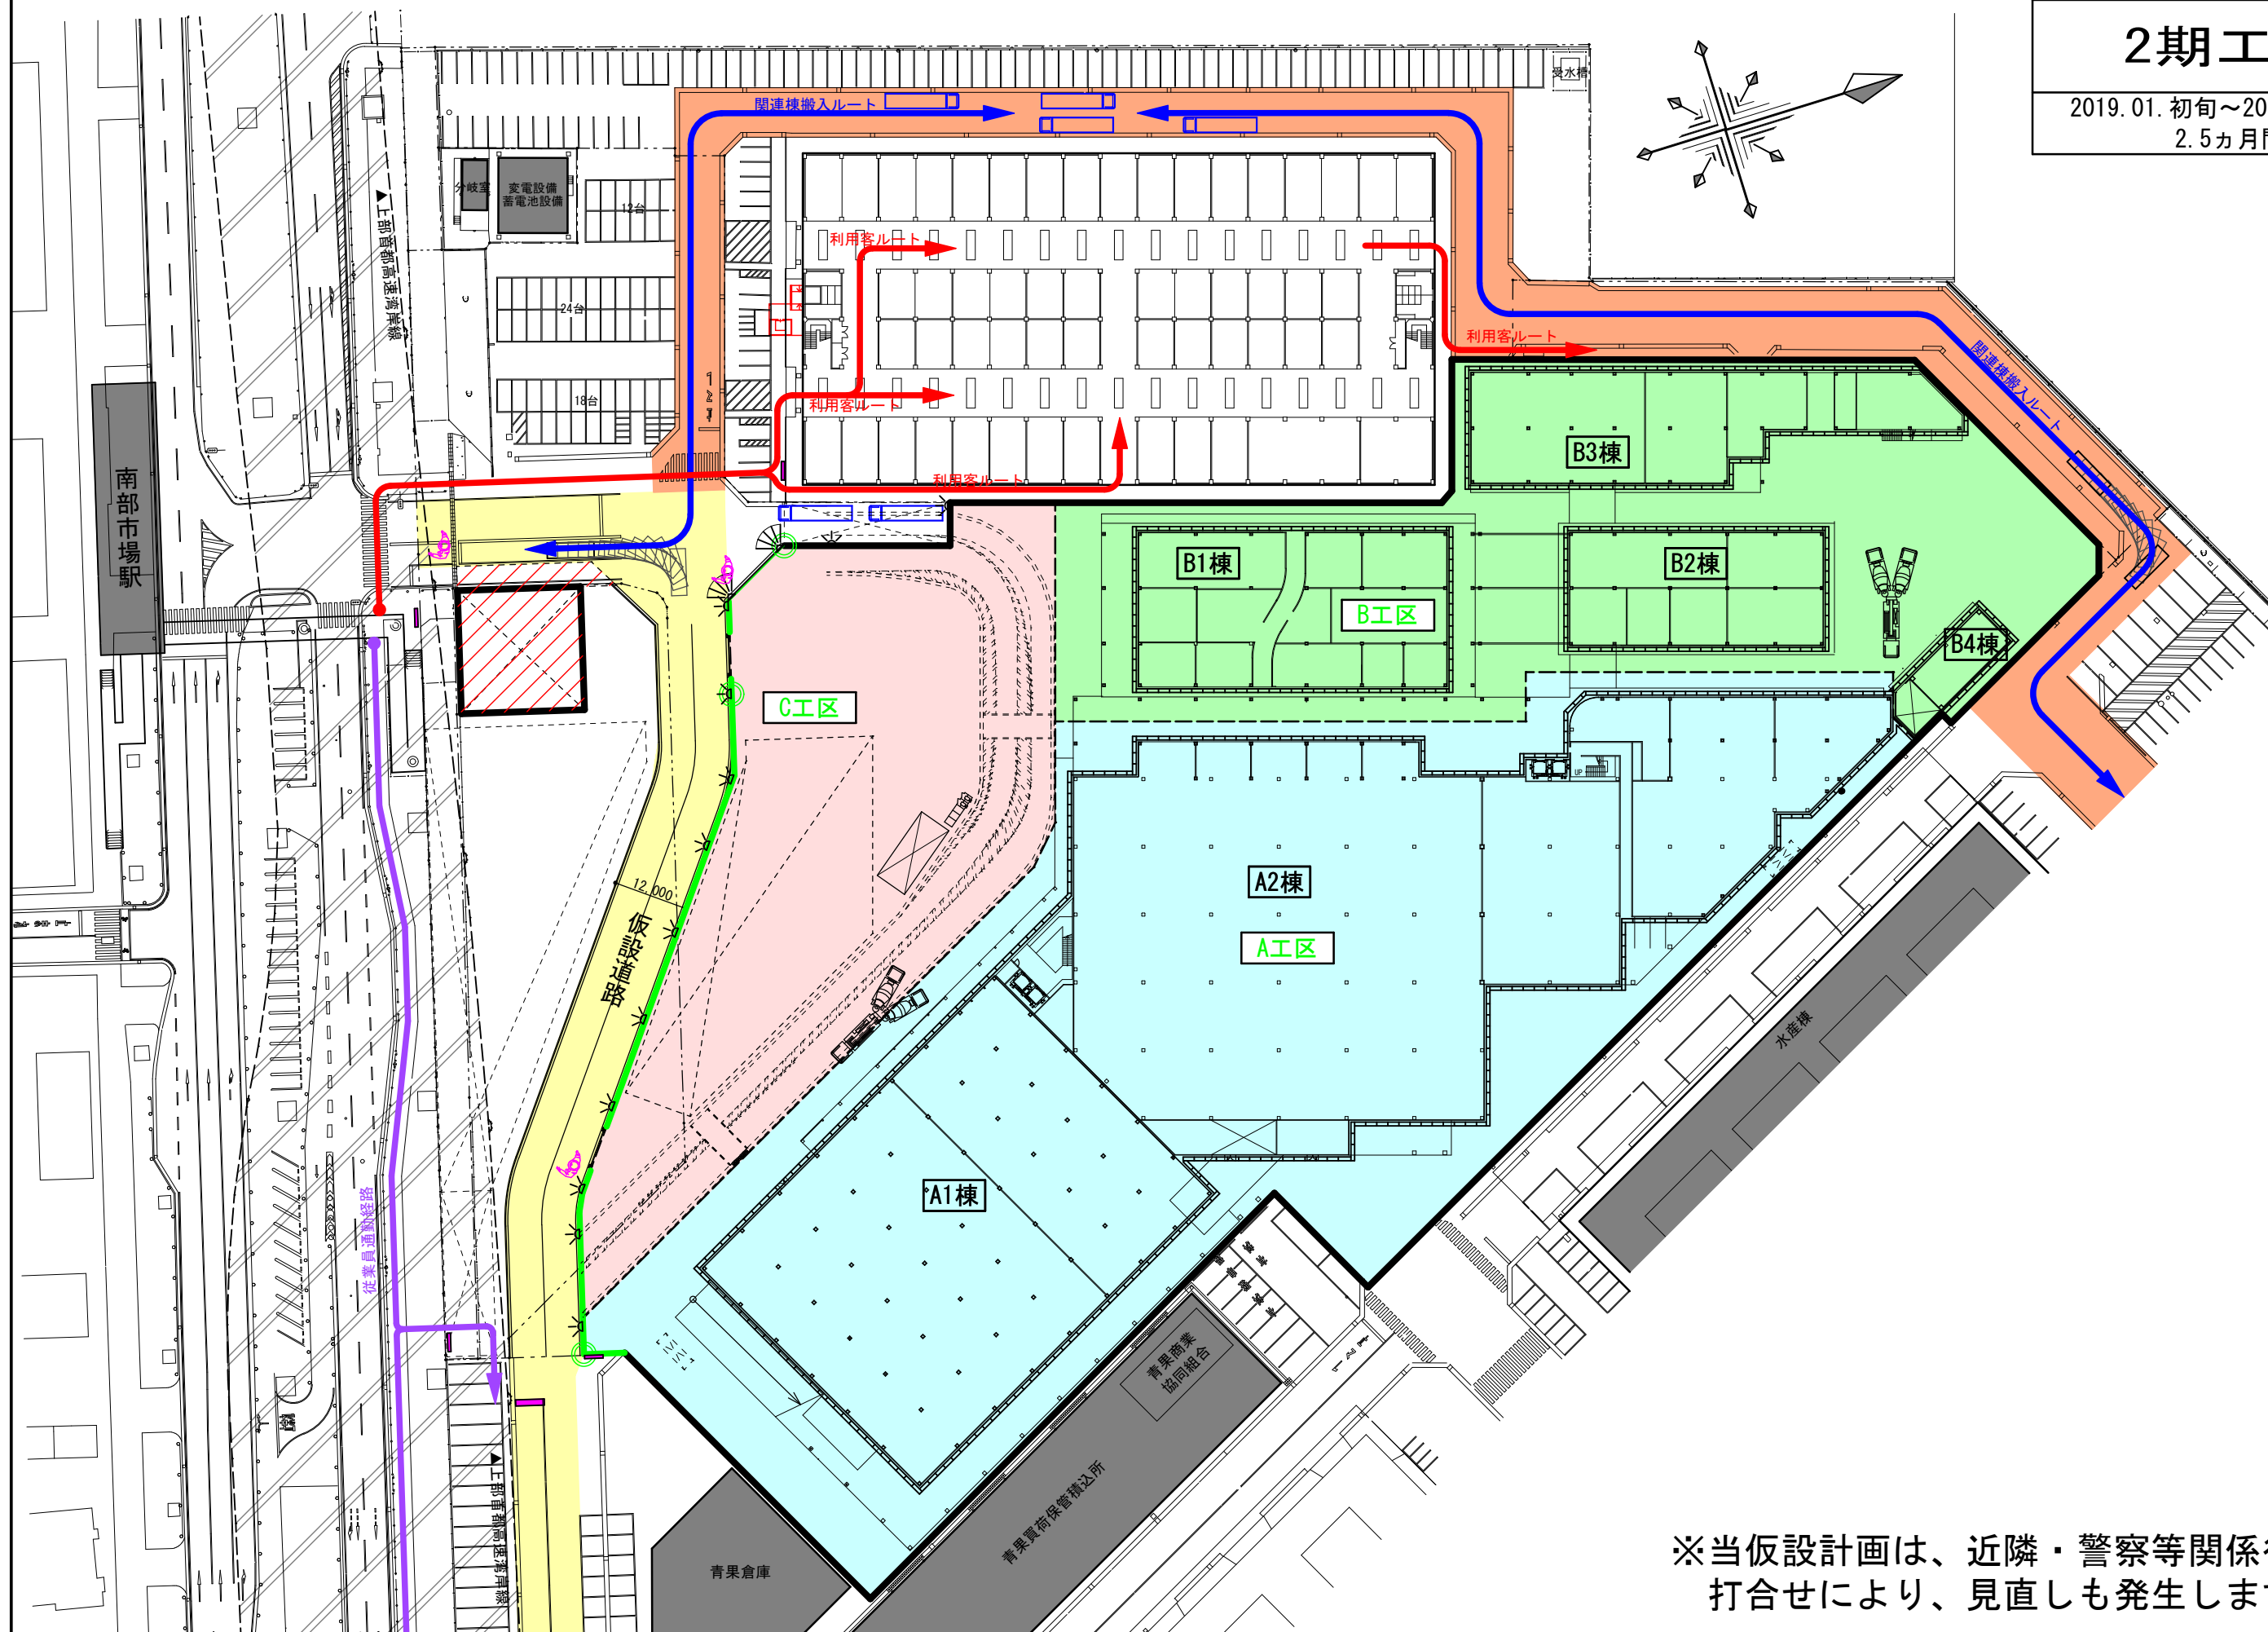 2期工
2019.01.初旬～20
2.5ヵ月間
受水槽
関連棟搬入ルート
分岐室
変電設備
蓄電池設備
12台
▼上部首都高速湾岸線
利用客ルート
24台
利用客ルート
関連棟搬入ルート
18台
利用客ルート
利用客ルート
南部市場駅
B3棟
B1棟
B2棟
B工区
B4棟
C工区
UP
A2棟
12,000
仮設道路
A工区
水産棟
A1棟
従業員通勤経路
青果商業
協同組合
▼上部首都高速湾岸線
青果買荷保管積込所
青果倉庫
※当仮設計画は、近隣・警察等関係
打合せにより、見直しも発生しま